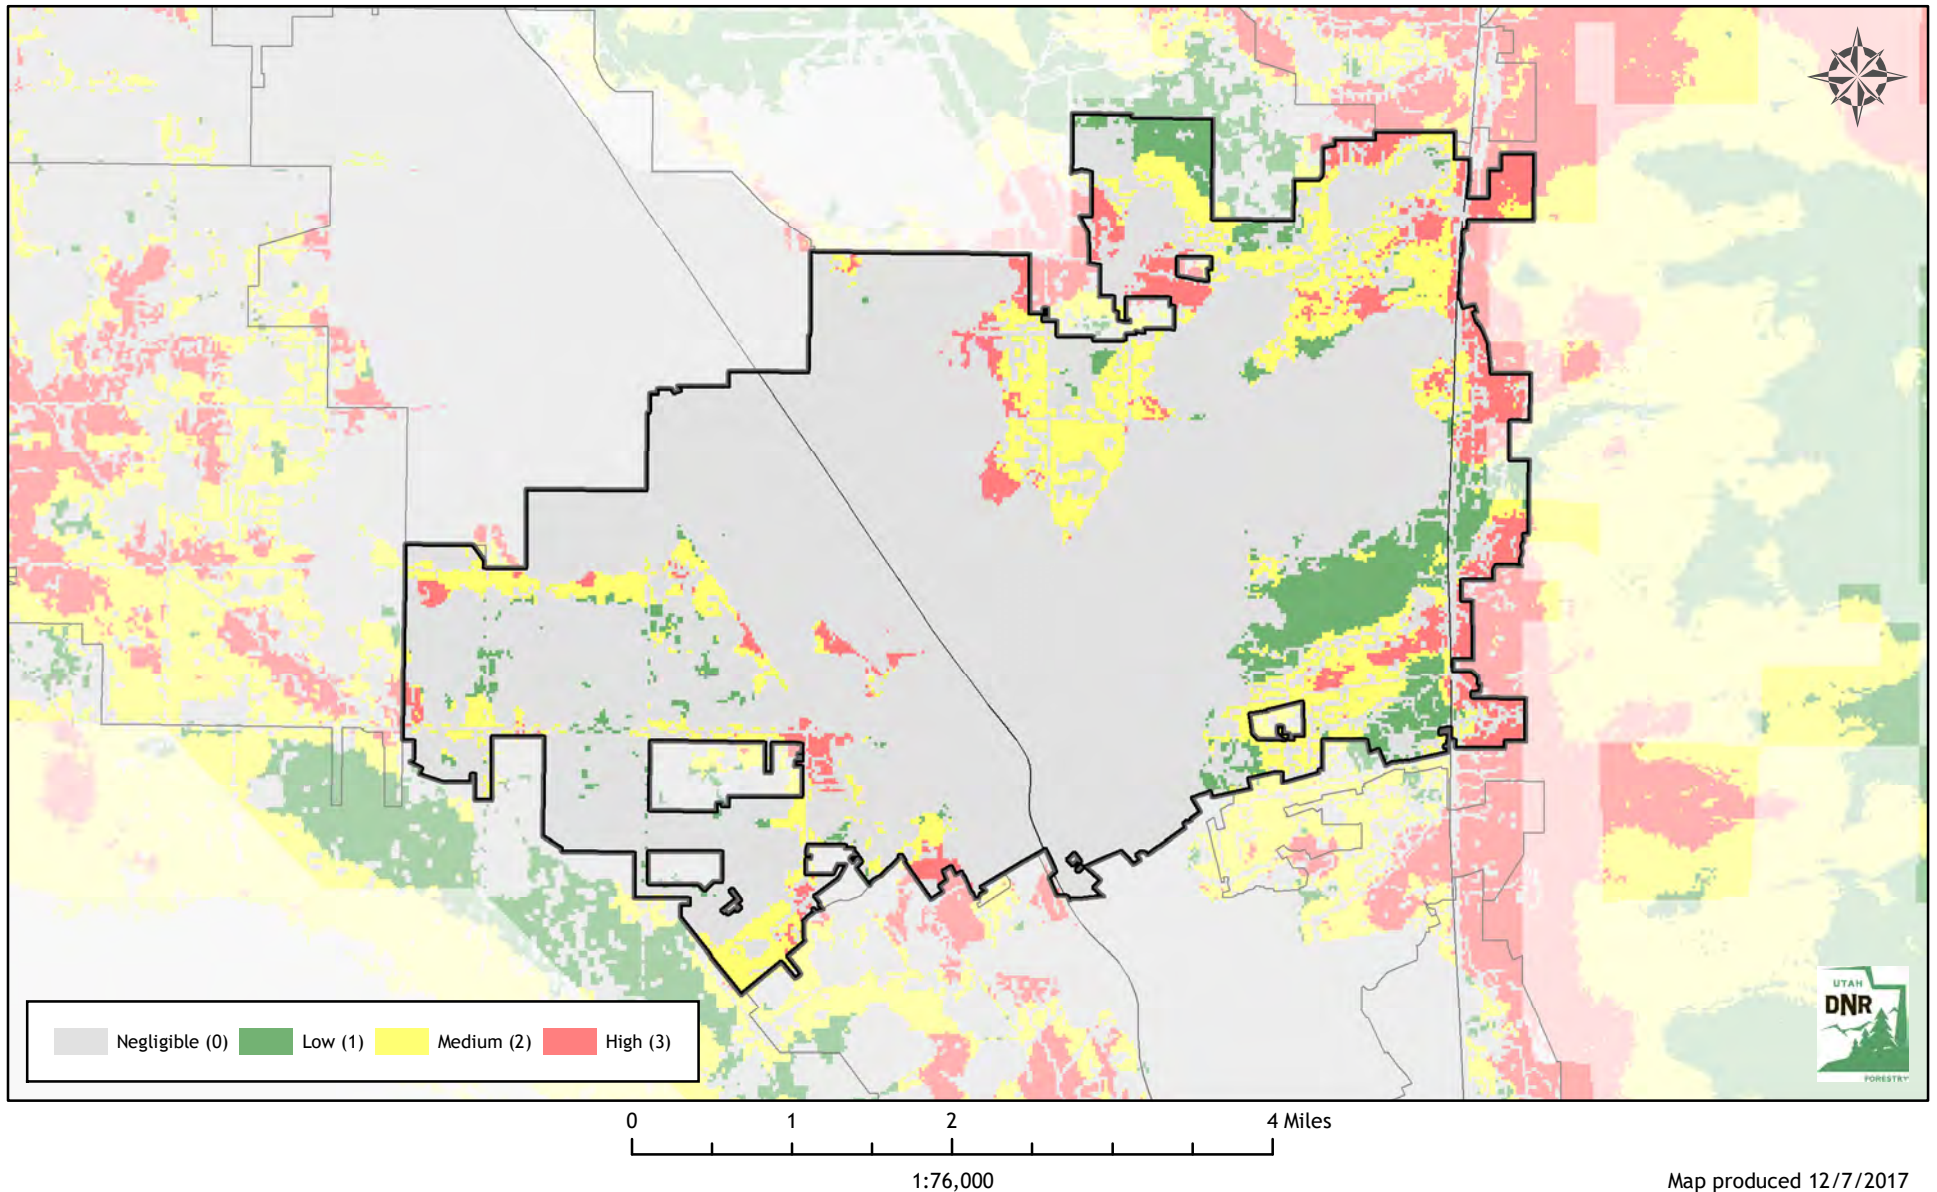 UTAH
DNR
FORESTRY
Negligible (0) Low (1) Medium (2) High (3)
0 1 2 4 Miles
1:76,000
Map produced 12/7/2017